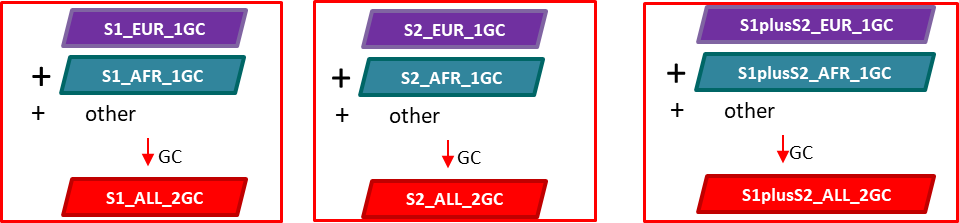 S1_EUR_1GC
+ S1_AFR_1GC
+ other
GC
S1_ALL_2GC
S2_EUR_1GC
+ S2_AFR_1GC
+ other
GC
S2_ALL_2GC
S1plusS2_EUR_1GC
+ S1plusS2_AFR_1GC
+ other
GC
S1plusS2_ALL_2GC